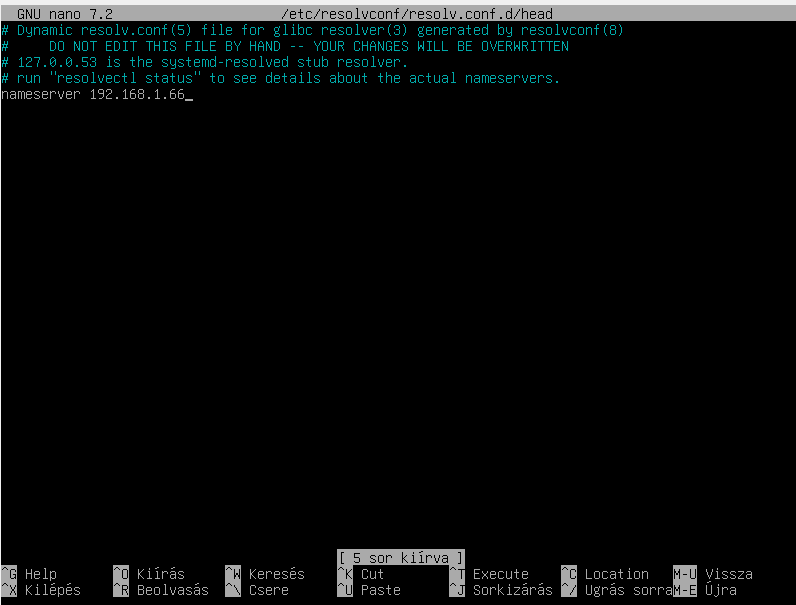 GNU nano 7.2 /etc/resolvconf/resolv.conf.d/head
# Dynamic resolv.conf(5) file for glibc resolver(3) generated by resolvconf(8)
#     DO NOT EDIT THIS FILE BY HAND -- YOUR CHANGES WILL BE OVERWRITTEN
# 127.0.0.53 is the systemd-resolved stub resolver.
# run "resolvectl status" to see details about the actual nameservers.
nameserver 192.168.1.66_
[ 5 sor kiírva ]
^G Help ^O Kiírás ^W Keresés ^K Cut ^T Execute ^C Location M-U Vissza
^X Kilépés ^R Beolvasás ^\ Csere ^U Paste ^J Sorkizárás ^/ Ugrás sorra M-E Újra